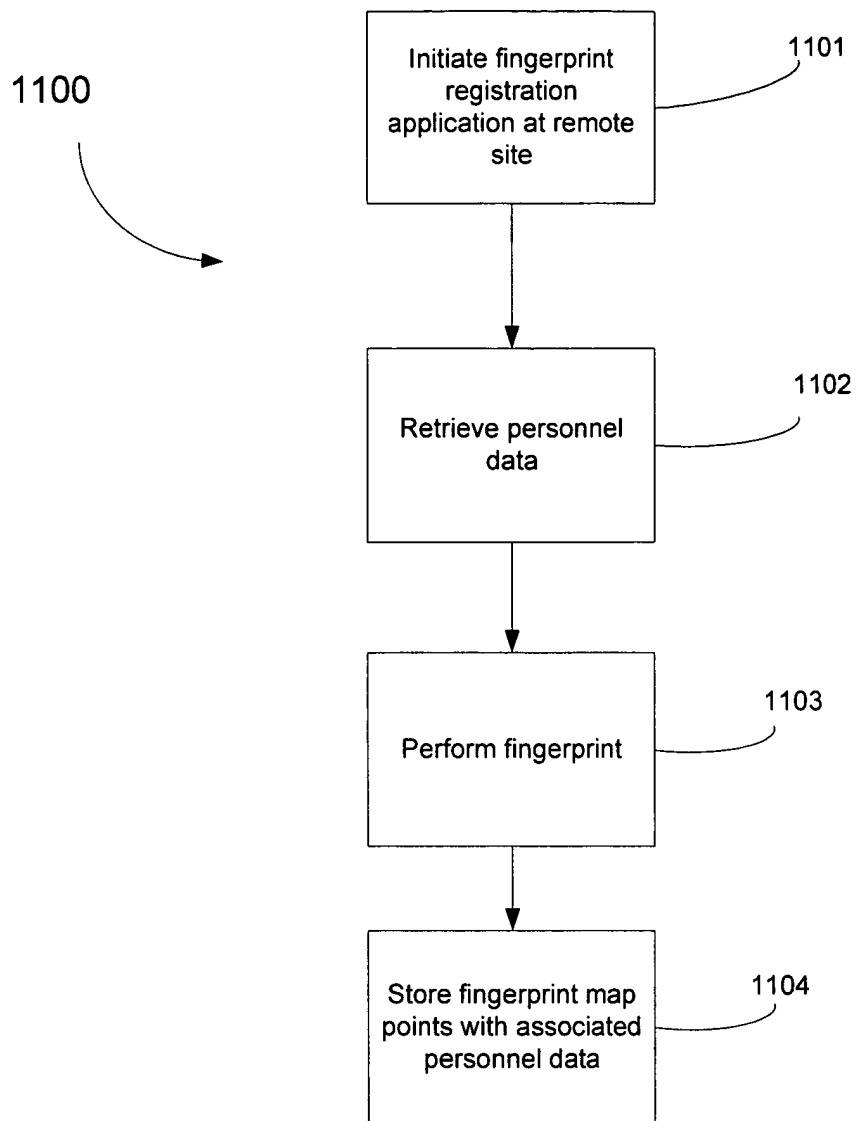 1100
Initiate fingerprint
registration
application at remote
site
1101
Retrieve personnel
data
1102
Perform fingerprint
1103
Store fingerprint map
points with associated
personnel data
1104